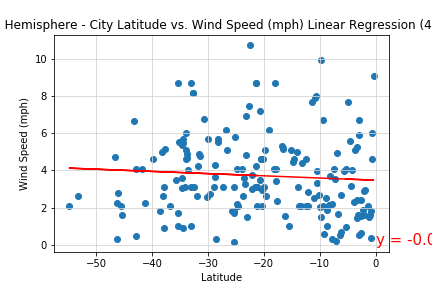 Hemisphere - City Latitude vs. Wind Speed (mph) Linear Regression (4
10
8
6
4
2
0
Wind Speed (mph)
y = -0.0
−50 −40 −30 −20 −10 0
Latitude